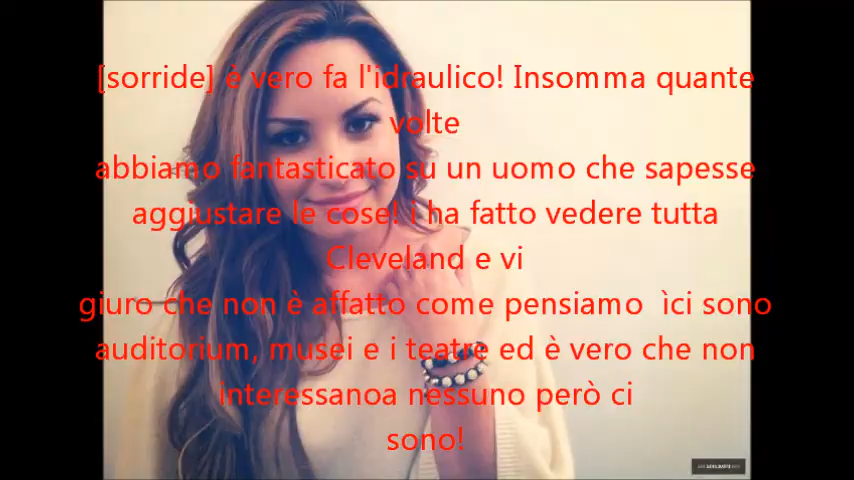 [sorride] è vero fa l'idraulico! Insomma quante
volte
abbiamo fantasticato su un uomo che sapesse
aggiustare le cose! i ha fatto vedere tutta
Cleveland e vi
giuro che non è affatto come pensiamo  ìci sono
auditorium, musei e i teatre ed è vero che non
interessanoa nessuno però ci
sono!